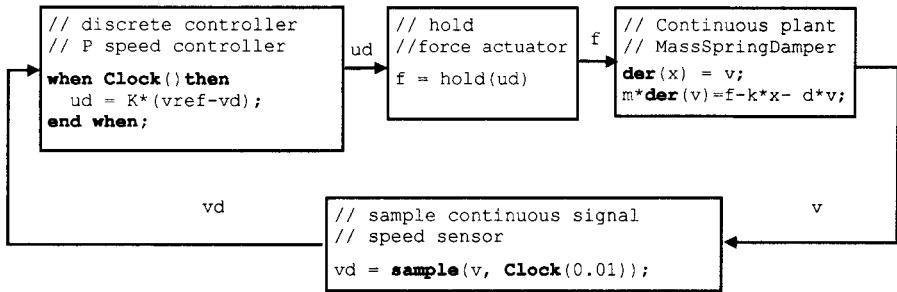 // discrete controller
// P speed controller
when Clock()then
ud = K*(vref-vd);
end when;
ud
// hold
//force actuator
f = hold(ud)
f
// Continuous plant
// MassSpringDamper
der(x) = v;
m*der(v)=f-k*x- d*v;
vd
// sample continuous signal
// speed sensor
vd = sample(v, Clock(0.01));
v